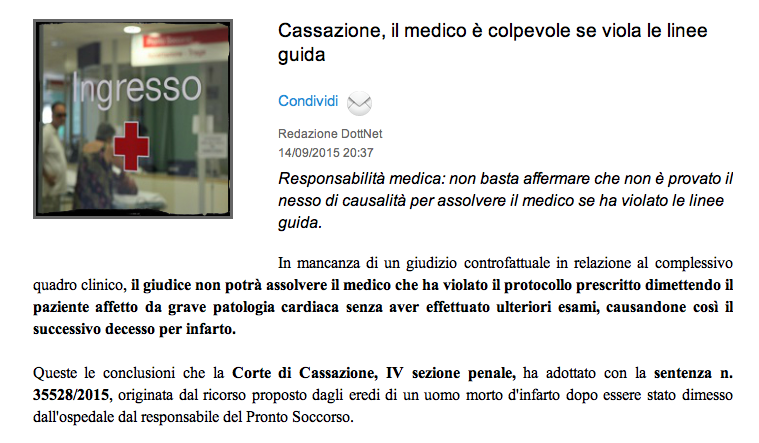 Ingresso
Cassazione, il medico è colpevole se viola le linee
guida
Condividi
Redazione DottNet
14/09/2015 20:37
Responsabilità medica: non basta affermare che non è provato il
nesso di causalità per assolvere il medico se ha violato le linee
guida.
In mancanza di un giudizio controfattuale in relazione al complessivo
quadro clinico, il giudice non potrà assolvere il medico che ha violato il protocollo prescritto dimettendo il
paziente affetto da grave patologia cardiaca senza aver effettuato ulteriori esami, causandone così il
successivo decesso per infarto.
Queste le conclusioni che la Corte di Cassazione, IV sezione penale, ha adottato con la sentenza n.
35528/2015, originata dal ricorso proposto dagli eredi di un uomo morto d'infarto dopo essere stato dimesso
dall'ospedale dal responsabile del Pronto Soccorso.